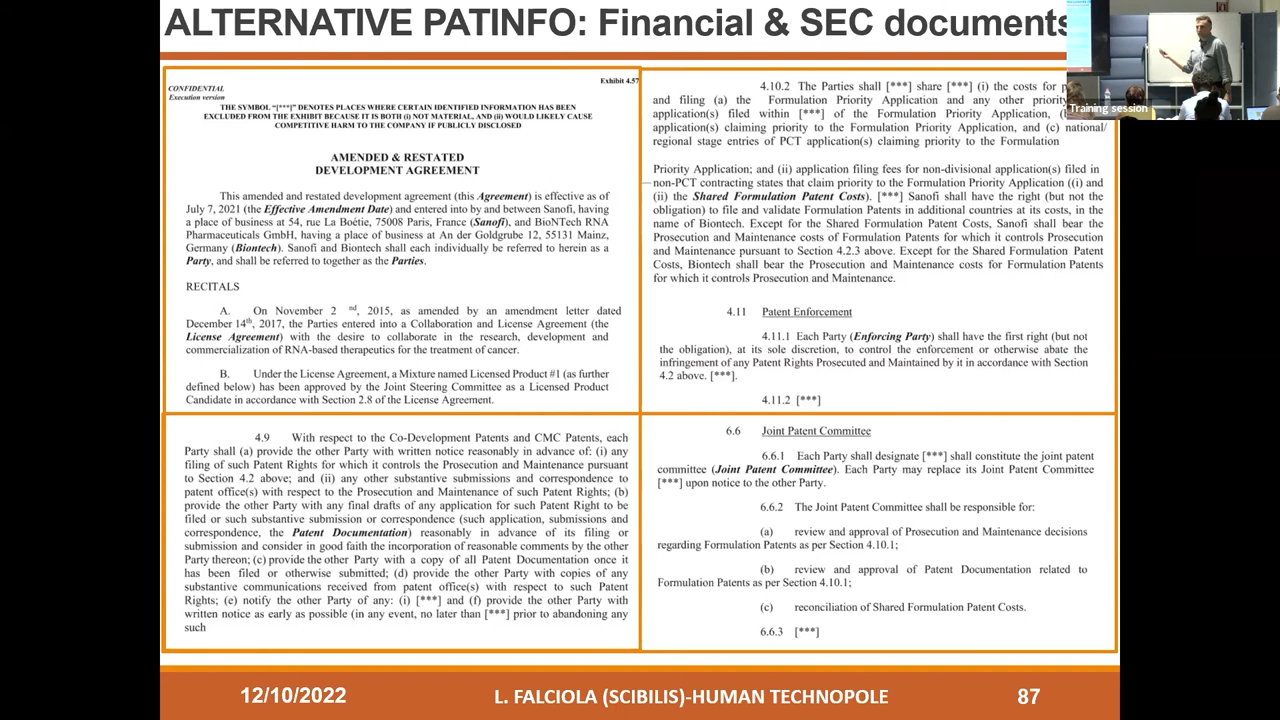 ALTERNATIVE PATINFO: Financial & SEC documents
Training session
Exhibit 4.57
CONFIDENTIAL
Execution version
THE SYMBOL “[***]” DENOTES PLACES WHERE CERTAIN IDENTIFIED INFORMATION HAS BEEN
EXCLUDED FROM THE EXHIBIT BECAUSE IT IS BOTH (i) NOT MATERIAL, AND (ii) WOULD LIKELY CAUSE
COMPETITIVE HARM TO THE COMPANY IF PUBLICLY DISCLOSED
AMENDED & RESTATED
DEVELOPMENT AGREEMENT
This amended and restated development agreement (this Agreement) is effective as of
July 7, 2021 (the Effective Amendment Date) and entered into by and between Sanofi, having
a place of business at 54, rue La Boétie, 75008 Paris, France (Sanofi), and BioNTech RNA
Pharmaceuticals GmbH, having a place of business at An der Goldgrube 12, 55131 Mainz,
Germany (Biontech). Sanofi and Biontech shall each individually be referred to herein as a
Party, and shall be referred to together as the Parties.
RECITALS
A. On November 2 nd, 2015, as amended by an amendment letter dated
December 14th, 2017, the Parties entered into a Collaboration and License Agreement (the
License Agreement) with the desire to collaborate in the research, development and
commercialization of RNA-based therapeutics for the treatment of cancer.
B. Under the License Agreement, a Mixture named Licensed Product #1 (as further
defined below) has been approved by the Joint Steering Committee as a Licensed Product
Candidate in accordance with Section 2.8 of the License Agreement.
4.10.2 The Parties shall [***] share [***] (i) the costs for
and filing (a) the Formulation Priority Application and any other priority
application(s) filed within [***] of the Formulation Priority Application,
application(s) claiming priority to the Formulation Priority Application, and (c) national/
regional stage entries of PCT application(s) claiming priority to the Formulation
Priority Application; and (ii) application filing fees for non-divisional application(s) filed in
non-PCT contracting states that claim priority to the Formulation Priority Application ((i) and
(ii) the Shared Formulation Patent Costs). [***] Sanofi shall have the right (but not the
obligation) to file and validate Formulation Patents in additional countries at its costs, in the
name of Biontech. Except for the Shared Formulation Patent Costs, Sanofi shall bear the
Prosecution and Maintenance costs of Formulation Patents for which it controls Prosecution
and Maintenance pursuant to Section 4.2.3 above. Except for the Shared Formulation Patent
Costs, Biontech shall bear the Prosecution and Maintenance costs for Formulation Patents
for which it controls Prosecution and Maintenance.
4.11 Patent Enforcement
4.11.1 Each Party (Enforcing Party) shall have the first right (but not
the obligation), at its sole discretion, to control the enforcement or otherwise abate the
infringement of any Patent Rights Prosecuted and Maintained by it in accordance with Section
4.2 above. [***].
4.11.2 [***]
4.9 With respect to the Co-Development Patents and CMC Patents, each
Party shall (a) provide the other Party with written notice reasonably in advance of: (i) any
filing of such Patent Rights for which it controls the Prosecution and Maintenance pursuant
to Section 4.2 above; and (ii) any other substantive submissions and correspondence to
patent office(s) with respect to the Prosecution and Maintenance of such Patent Rights; (b)
provide the other Party with any final drafts of any application for such Patent Right to be
filed or such substantive submission or correspondence (such application, submissions and
correspondence, the Patent Documentation) reasonably in advance of its filing or
submission and consider in good faith the incorporation of reasonable comments by the other
Party thereon; (c) provide the other Party with a copy of all Patent Documentation once it
has been filed or otherwise submitted; (d) provide the other Party with copies of any
substantive communications received from patent office(s) with respect to such Patent
Rights; (e) notify the other Party of any: (i) [***] and (f) provide the other Party with
written notice as early as possible (in any event, no later than [***] prior to abandoning any
such
6.6 Joint Patent Committee
6.6.1 Each Party shall designate [***] shall constitute the joint patent
committee (Joint Patent Committee). Each Party may replace its Joint Patent Committee
[***] upon notice to the other Party.
6.6.2 The Joint Patent Committee shall be responsible for:
(a) review and approval of Prosecution and Maintenance decisions
regarding Formulation Patents as per Section 4.10.1;
(b) review and approval of Patent Documentation related to
Formulation Patents as per Section 4.10.1;
(c) reconciliation of Shared Formulation Patent Costs.
6.6.3 [***]
12/10/2022
L. FALCIOLA (SCIBILIS)-HUMAN TECHNOPOLE
87